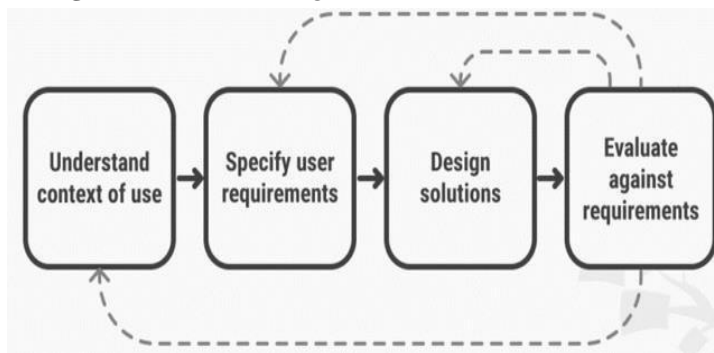 Understand
context of use
Specify user
requirements
Design
solutions
Evaluate
against
requirements